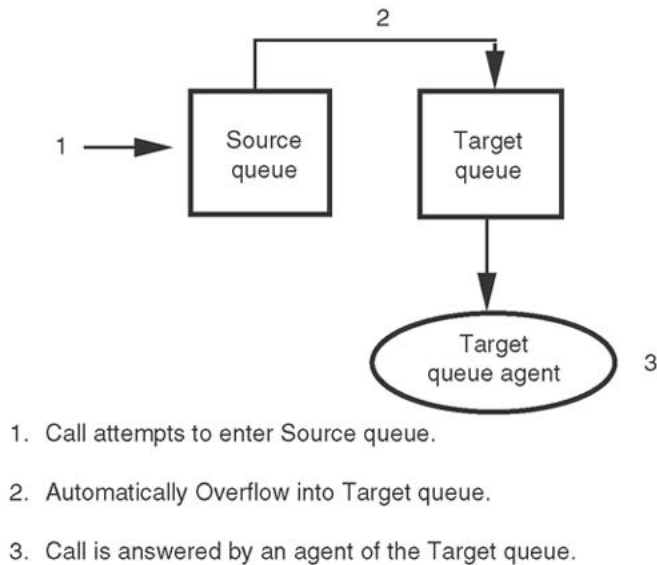 2
1
Source
queue
Target
queue
Target
queue agent
3
1. Call attempts to enter Source queue.
2. Automatically Overflow into Target queue.
3. Call is answered by an agent of the Target queue.